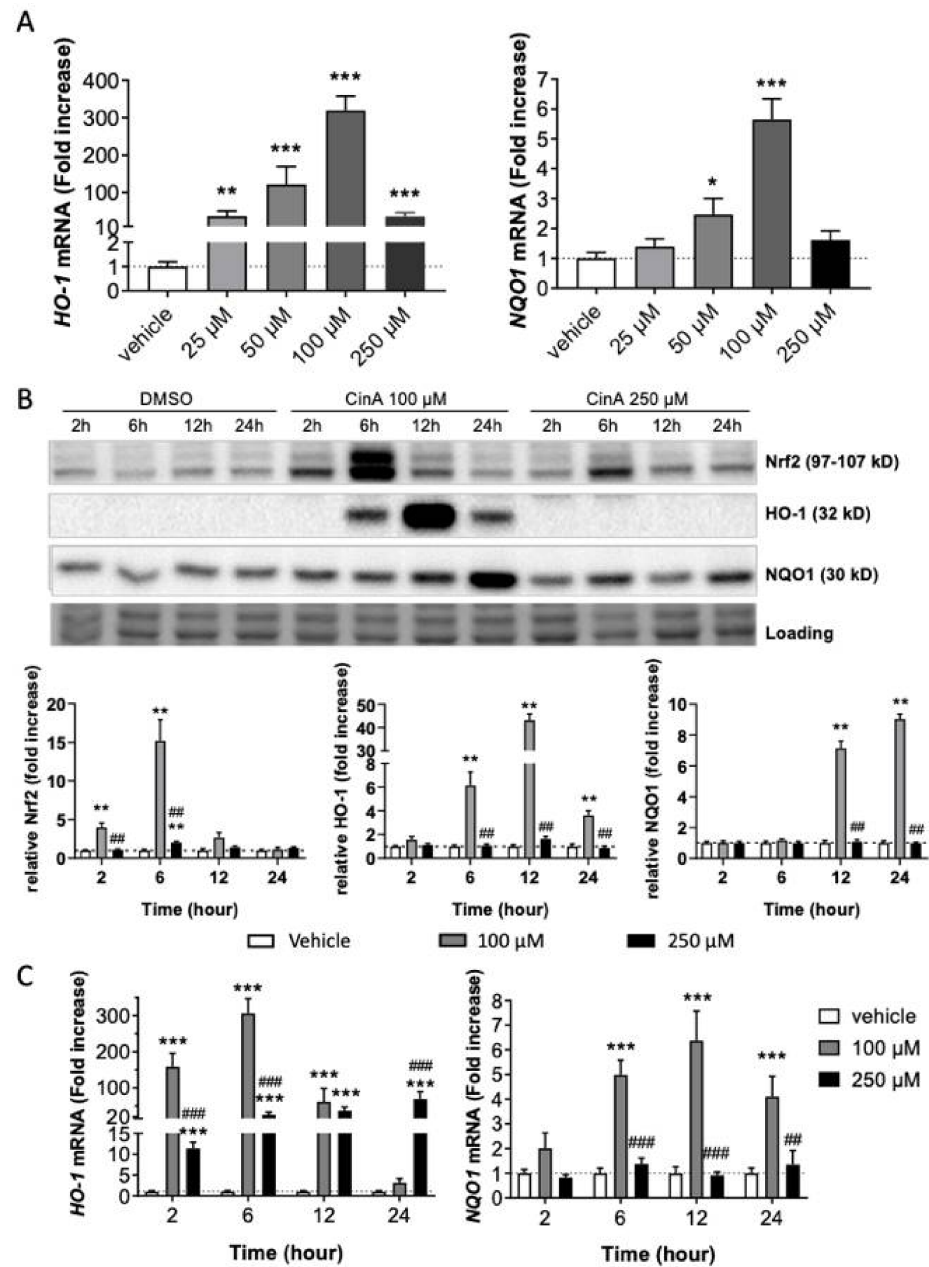 A
HO-1 mRNA (Fold increase)
400
300
200
100
10
2
1
0
**
***
***
***
vehicle
25 µM
50 µM
100 µM
250 µM
NQO1 mRNA (Fold increase)
7
6
5
4
3
2
1
0
*
***
vehicle
25 µM
50 µM
100 µM
250 µM
B
DMSO CinA 100 µM CinA 250 µM
2h 6h 12h 24h 2h 6h 12h 24h 2h 6h 12h 24h
Nrf2 (97-107 kD)
HO-1 (32 kD)
NQO1 (30 kD)
Loading
relative Nrf2 (fold increase)
20
15
10
5
0
**
##
**
##
**
2 6 12 24
Time (hour)
relative HO-1 (fold increase)
50
40
30
20
10
8
6
4
2
0
**
##
**
##
**
##
2 6 12 24
Time (hour)
relative NQO1 (fold increase)
10
8
6
4
2
0
**
##
**
##
2 6 12 24
Time (hour)
Vehicle 100 µM 250 µM
C
HO-1 mRNA (Fold increase)
300
200
100
20
15
10
5
0
***
###
***
***
###
***
***
***
###
***
2 6 12 24
Time (hour)
NQO1 mRNA (Fold increase)
8
7
6
5
4
3
2
1
0
***
###
***
###
***
##
2 6 12 24
Time (hour)
vehicle
100 µM
250 µM